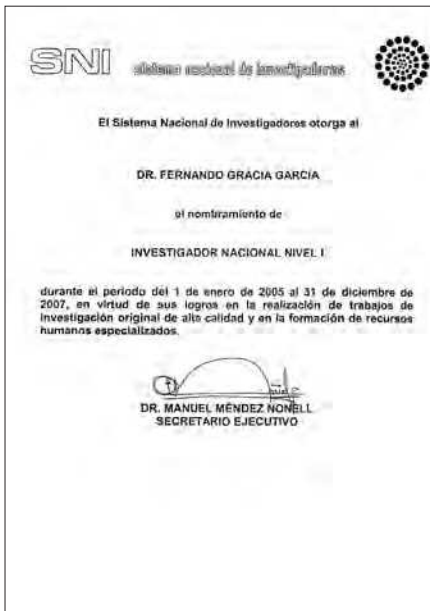 SNI sistema nacional de investigadores
El Sistema Nacional de Investigadores otorga al
DR. FERNANDO GRACIA GARCÍA
el nombramiento de
INVESTIGADOR NACIONAL NIVEL I
durante el periodo del 1 de enero de 2005 al 31 de diciembre de
2007, en virtud de sus logros en la realización de trabajos de
investigación original de alta calidad y en la formación de recursos
humanos especializados.
DR. MANUEL MÉNDEZ NONELL
SECRETARIO EJECUTIVO